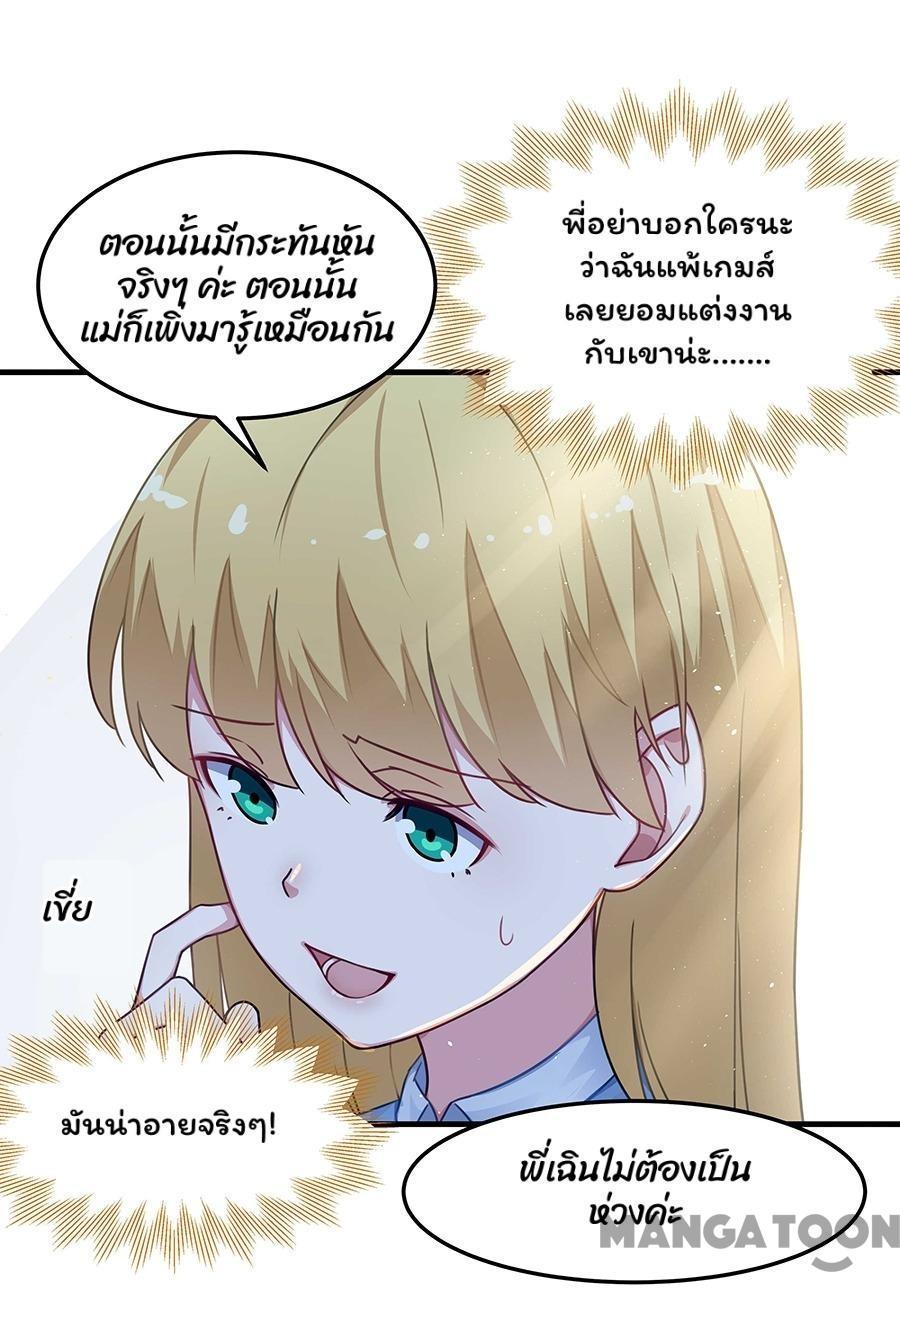 ตอนนั้นมีกระทันหัน
จริงๆ ค่ะ ตอนนั้น
แม่ก็เพิ่งมารู้เหมือนกัน
พี่อย่าบอกใครนะ
ว่าฉันแพ้เกมส์
เลยยอมแต่งงาน
กับเขาน่ะ.......
เขี่ย
มันน่าอายจริงๆ!
พี่เฉินไม่ต้องเป็น
ห่วงค่ะ
MANGATOON